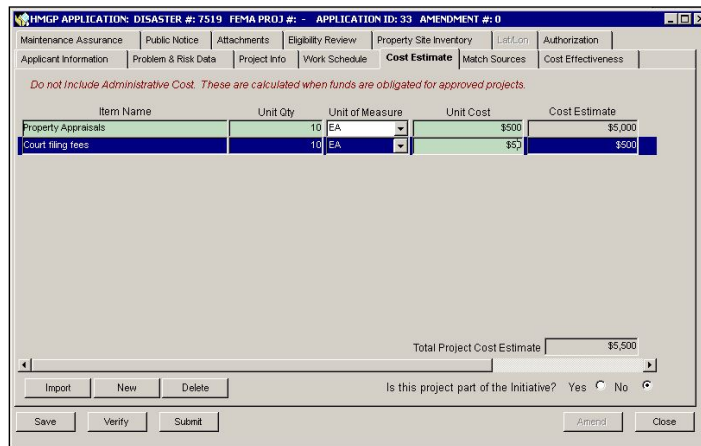 HMGP APPLICATION: DISASTER #: 7519 FEMA PROJ #: - APPLICATION ID: 33 AMENDMENT #: 0
Maintenance Assurance Public Notice Attachments Eligibility Review Property Site Inventory Lat/Lon Authorization
Applicant Information Problem & Risk Data Project Info Work Schedule Cost Estimate Match Sources Cost Effectiveness
Do not Include Administrative Cost. These are calculated when funds are obligated for approved projects.
Item Name Unit Qty Unit of Measure Unit Cost Cost Estimate
Property Appraisals 10 EA $500 $5,000
Court filing fees 10 EA $500
Total Project Cost Estimate $5,500
Import New Delete Is this project part of the Initiative? Yes No
Save Verify Submit Amend Close